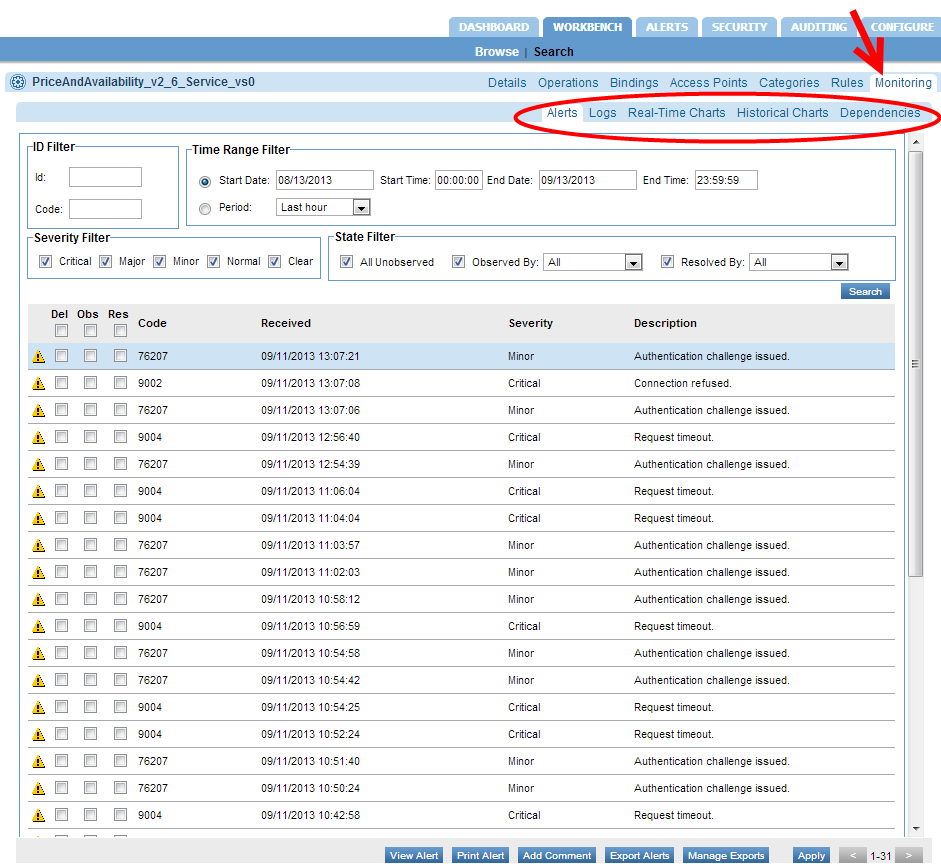 DASHBOARD WORKBENCH ALERTS SECURITY AUDITING CONFIGURE
Browse | Search
PriceAndAvailability_v2_6_Service_vs0 Details Operations Bindings Access Points Categories Rules Monitoring
Alerts Logs Real-Time Charts Historical Charts Dependencies
ID Filter
Id:
Code:
Time Range Filter
Start Date: 08/13/2013 Start Time: 00:00:00 End Date: 09/13/2013 End Time: 23:59:59
Period: Last hour
Severity Filter
Critical Major Minor Normal Clear
State Filter
All Unobserved Observed By: All Resolved By: All
Search
Del Obs Res Code Received Severity Description
76207 09/11/2013 13:07:21 Minor Authentication challenge issued.
9002 09/11/2013 13:07:08 Critical Connection refused.
76207 09/11/2013 13:07:06 Minor Authentication challenge issued.
9004 09/11/2013 12:56:40 Critical Request timeout.
76207 09/11/2013 12:54:39 Minor Authentication challenge issued.
9004 09/11/2013 11:06:04 Critical Request timeout.
9004 09/11/2013 11:04:04 Critical Request timeout.
76207 09/11/2013 11:03:57 Minor Authentication challenge issued.
76207 09/11/2013 11:02:03 Minor Authentication challenge issued.
76207 09/11/2013 10:58:12 Minor Authentication challenge issued.
9004 09/11/2013 10:56:59 Critical Request timeout.
76207 09/11/2013 10:54:58 Minor Authentication challenge issued.
76207 09/11/2013 10:54:42 Minor Authentication challenge issued.
9004 09/11/2013 10:54:25 Critical Request timeout.
9004 09/11/2013 10:52:24 Critical Request timeout.
76207 09/11/2013 10:51:40 Minor Authentication challenge issued.
76207 09/11/2013 10:50:24 Minor Authentication challenge issued.
9004 09/11/2013 10:42:58 Critical Request timeout.
View Alert Print Alert Add Comment Export Alerts Manage Exports Apply < 1-31 >